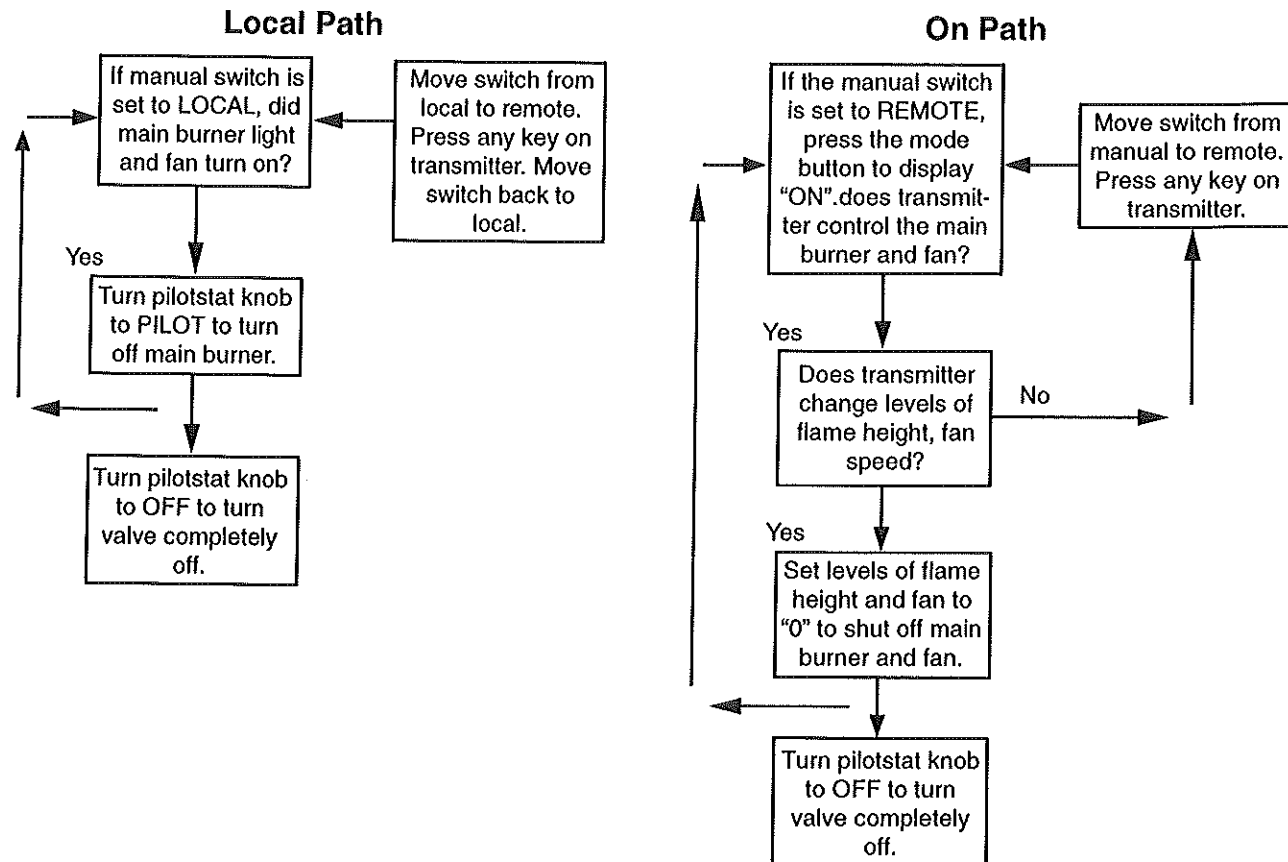 Local Path
If manual switch is
set to LOCAL, did
main burner light
and fan turn on?
Move switch from
local to remote.
Press any key on
transmitter. Move
switch back to
local.
Yes
Turn pilotstat knob
to PILOT to turn
off main burner.
Turn pilotstat knob
to OFF to turn
valve completely
off.
On Path
If the manual switch
is set to REMOTE,
press the mode
button to display
“ON”.does transmit-
ter control the main
burner and fan?
Move switch from
manual to remote.
Press any key on
transmitter.
Yes
Does transmitter
change levels of
flame height, fan
speed?
No
Yes
Set levels of flame
height and fan to
“0” to shut off main
burner and fan.
Turn pilotstat knob
to OFF to turn
valve completely
off.